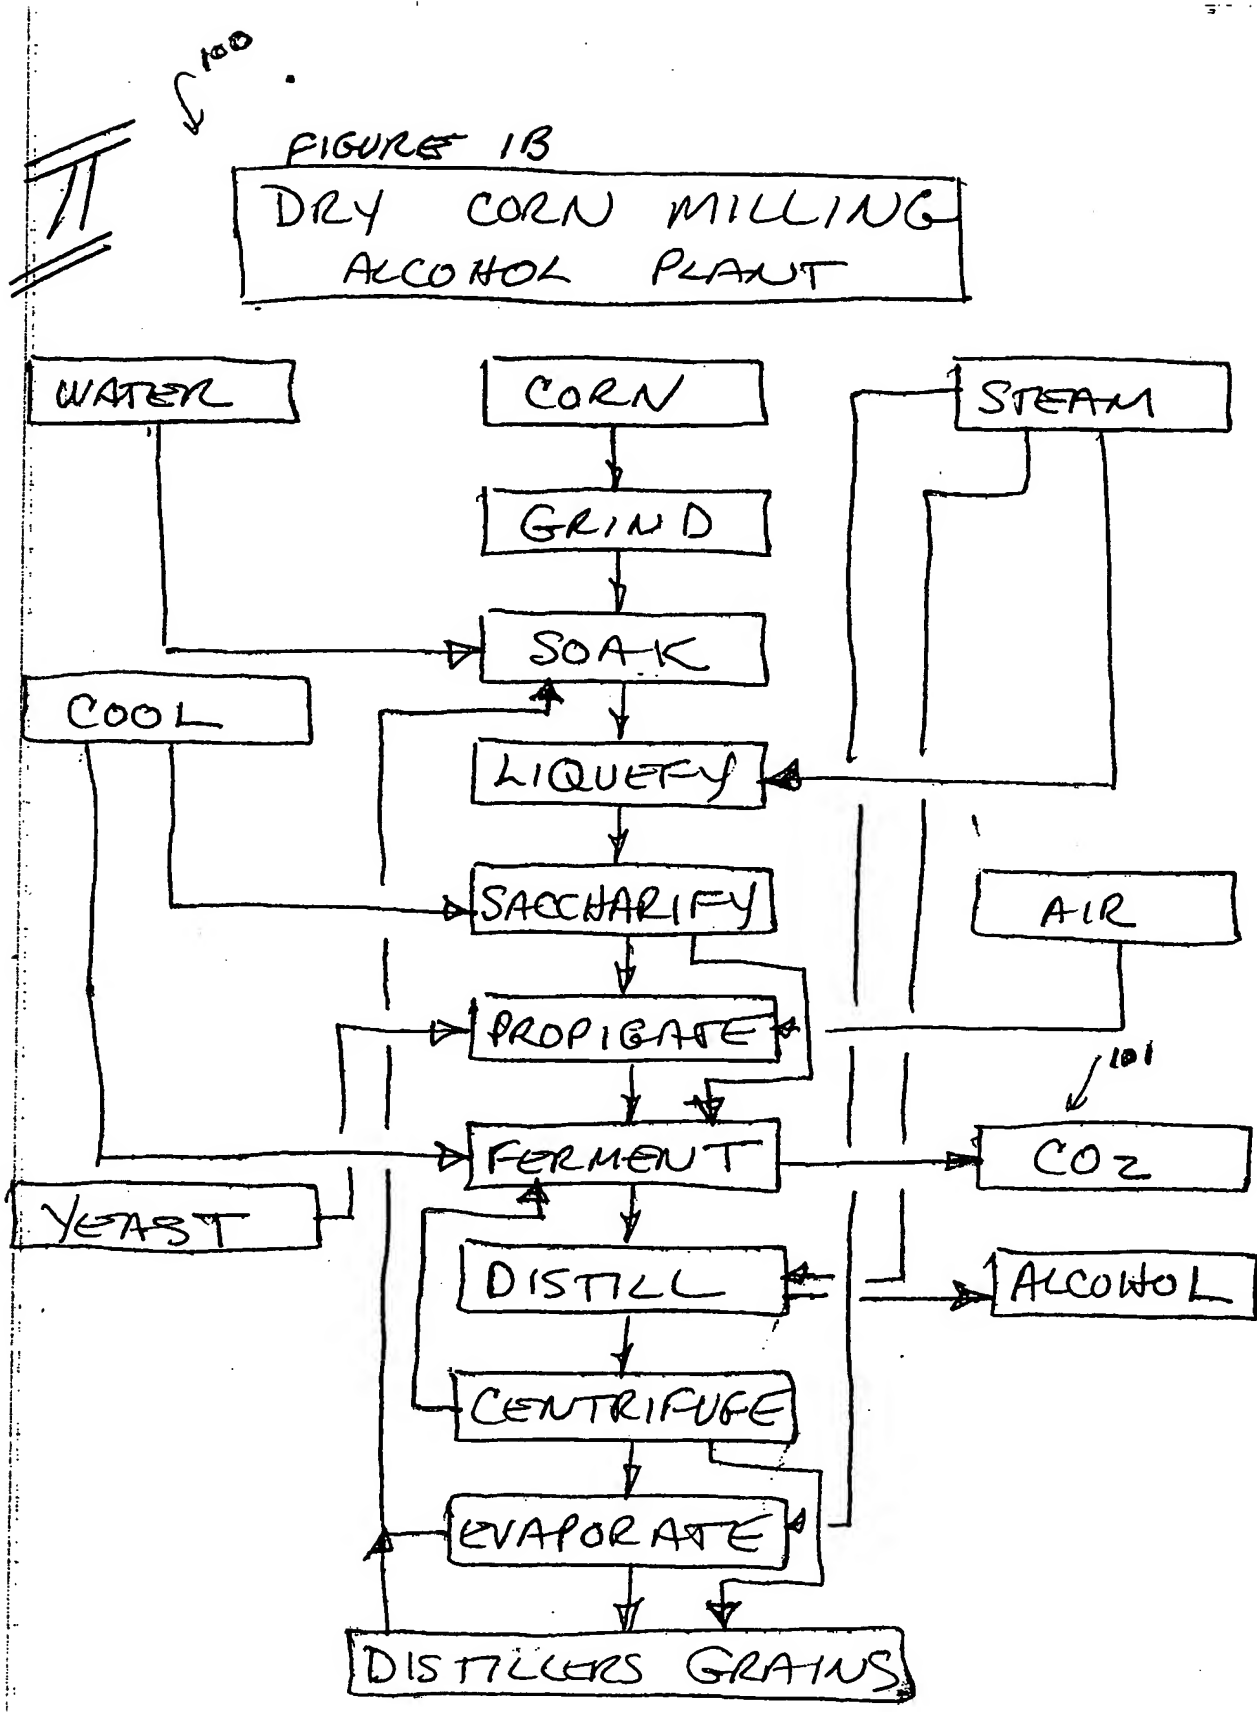 100
II
FIGURE 1B
DRY CORN MILLING
ALCOHOL PLANT
WATER
CORN
STEAM
GRIND
SOAK
COOL
LIQUEFY
SACCHARIFY
AIR
PROPIGATE
101
FERMENT
CO2
YEAST
DISTILL
ALCOHOL
CENTRIFUGE
EVAPORATE
DISTILLERS GRAINS